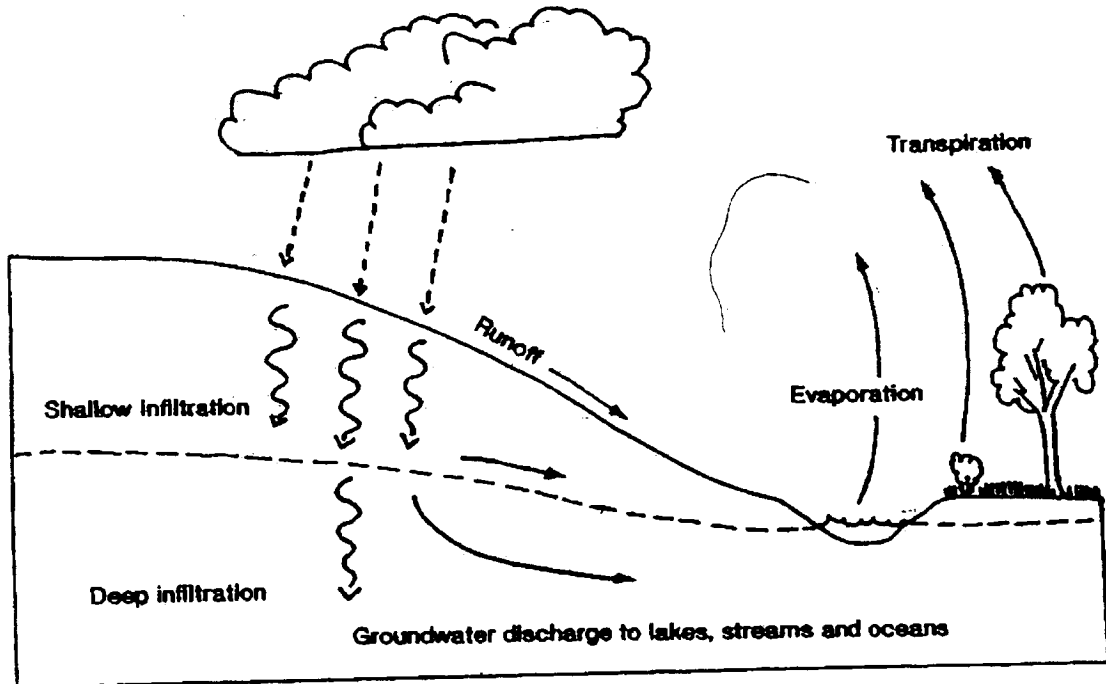 Transpiration
Runoff
Evaporation
Shallow infiltration
Deep infiltration
Groundwater discharge to lakes, streams and oceans